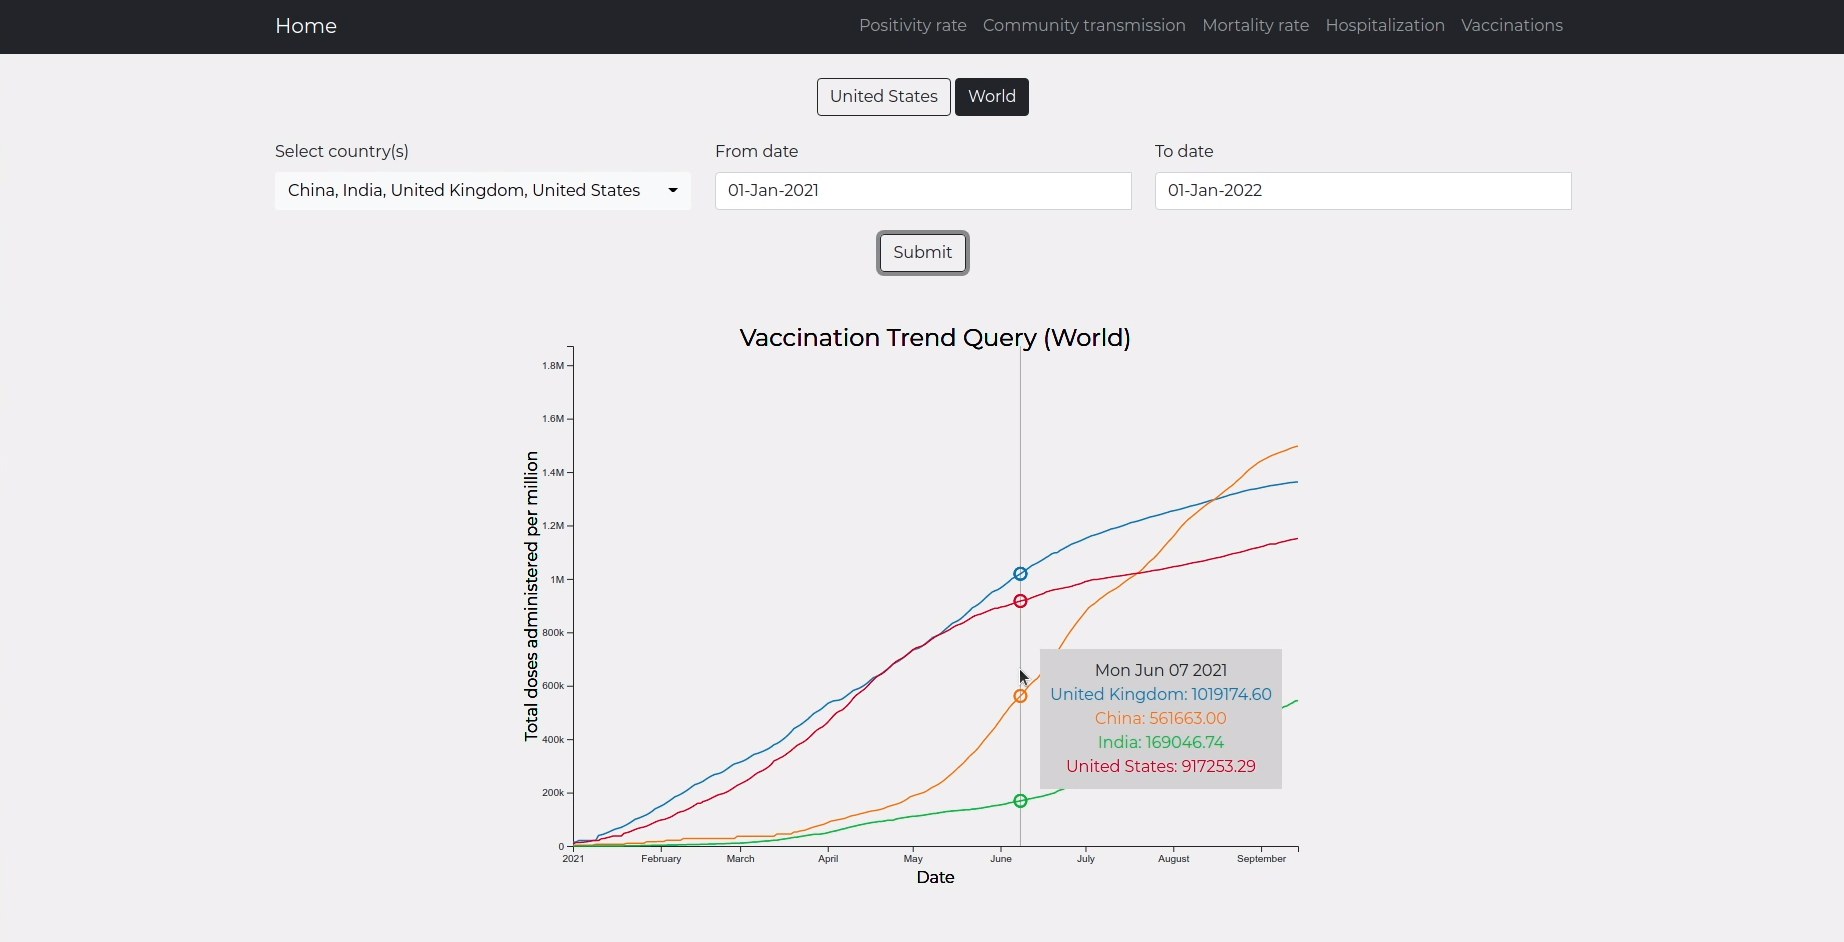 Home Positivity rate Community transmission Mortality rate Hospitalization Vaccinations
United States World
Select country(s) From date To date
China, India, United Kingdom, United States 01-Jan-2021 01-Jan-2022
Submit
Vaccination Trend Query (World)
Total doses administered per million
1.8M
1.6M
1.4M
1.2M
1M
800k
600k
400k
200k
0
Mon Jun 07 2021
United Kingdom: 1019174.60
China: 561663.00
India: 169046.74
United States: 917253.29
2021 February March April May June July August September
Date